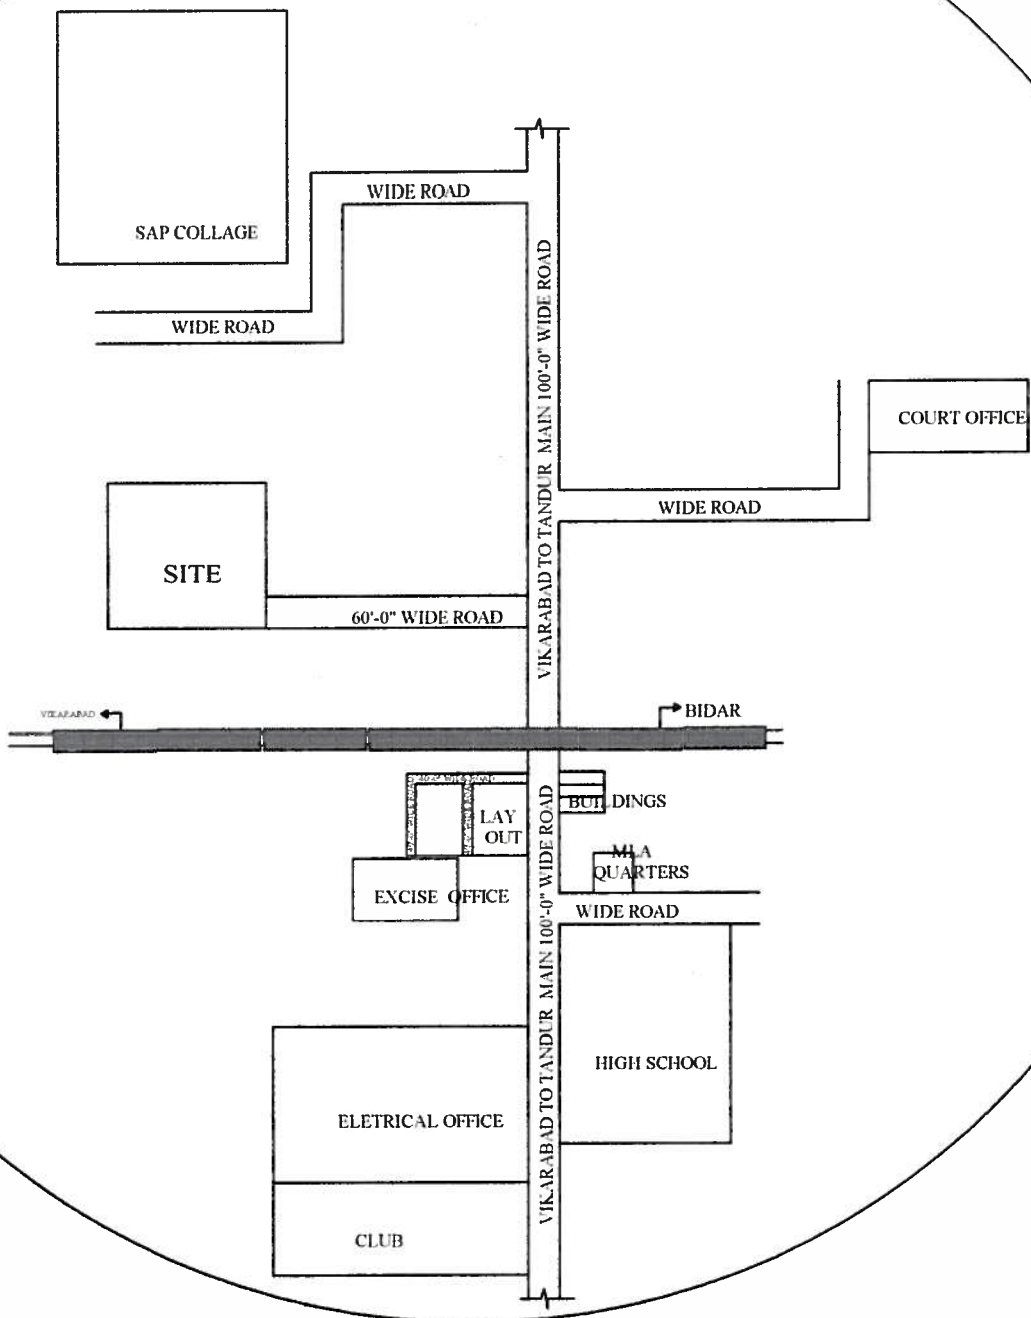 WIDE ROAD
SAP COLLAGE
WIDE ROAD
VIKARABAD TO TANDUR MAIN 100'-0" WIDE ROAD
COURT OFFICE
WIDE ROAD
SITE
60'-0" WIDE ROAD
VIKARABAD
BIDAR
BUILDINGS
LAY
OUT
MLA
QUARTERS
EXCISE OFFICE
WIDE ROAD
VIKARABAD TO TANDUR MAIN 100'-0" WIDE ROAD
HIGH SCHOOL
ELETRICAL OFFICE
CLUB